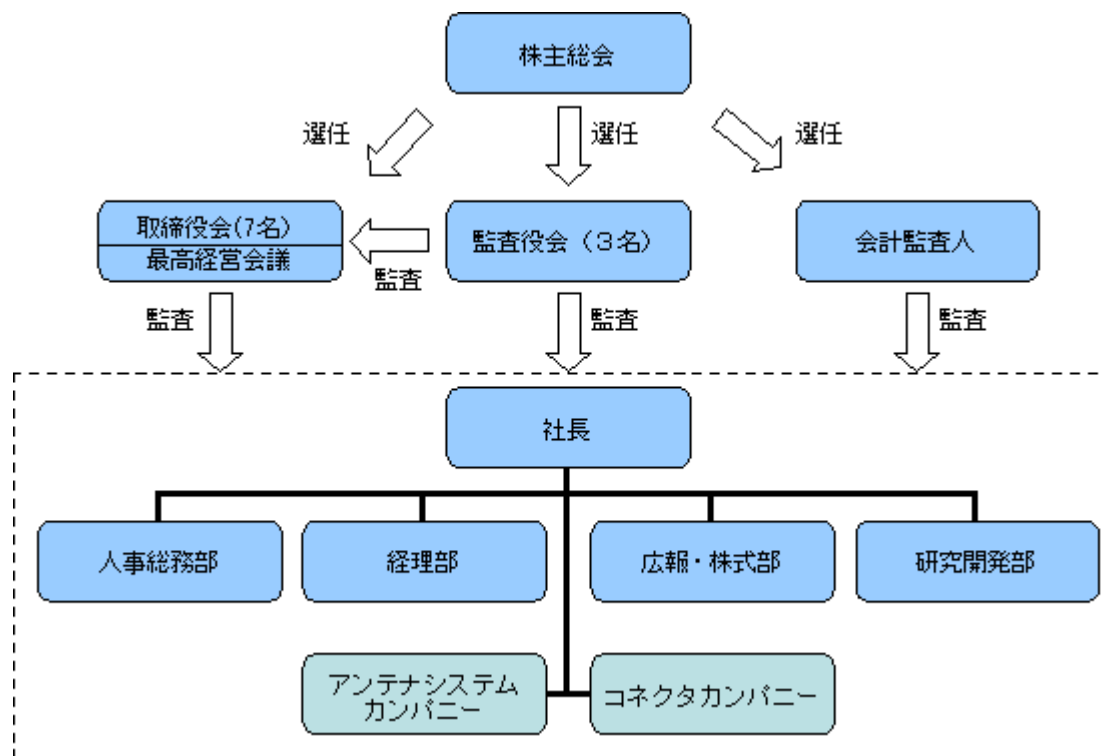 株主総会
選任
選任
選任
取締役会(7名)
最高経営会議
監査役会（３名）
会計監査人
監査
監査
監査
監査
社長
人事総務部
経理部
広報・株式部
研究開発部
アンテナシステム
カンパニー
コネクタカンパニー